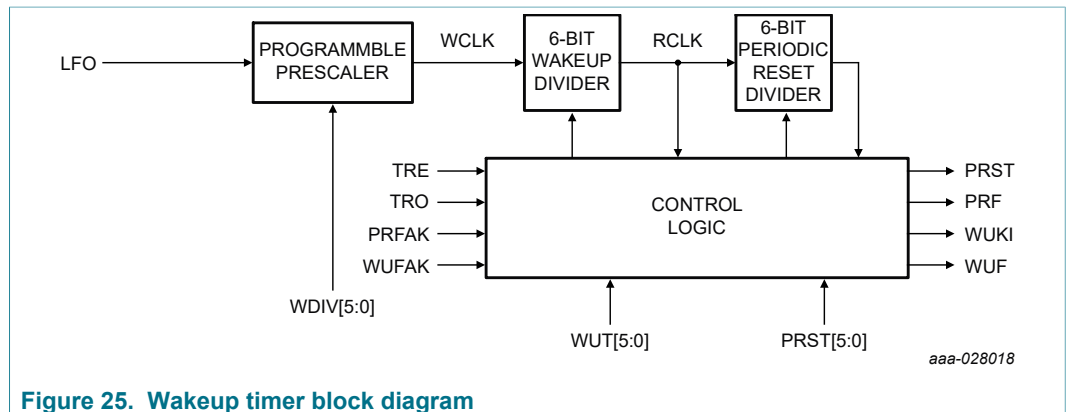 LFO
PROGRAMMBLE
PRESCALER
WCLK
6-BIT
WAKEUP
DIVIDER
RCLK
6-BIT
PERIODIC
RESET
DIVIDER
TRE
TRO
PRFAK
WUFAK
CONTROL
LOGIC
PRST
PRF
WUKI
WUF
WDIV[5:0]
WUT[5:0]
PRST[5:0]
aaa-028018
Figure 25. Wakeup timer block diagram